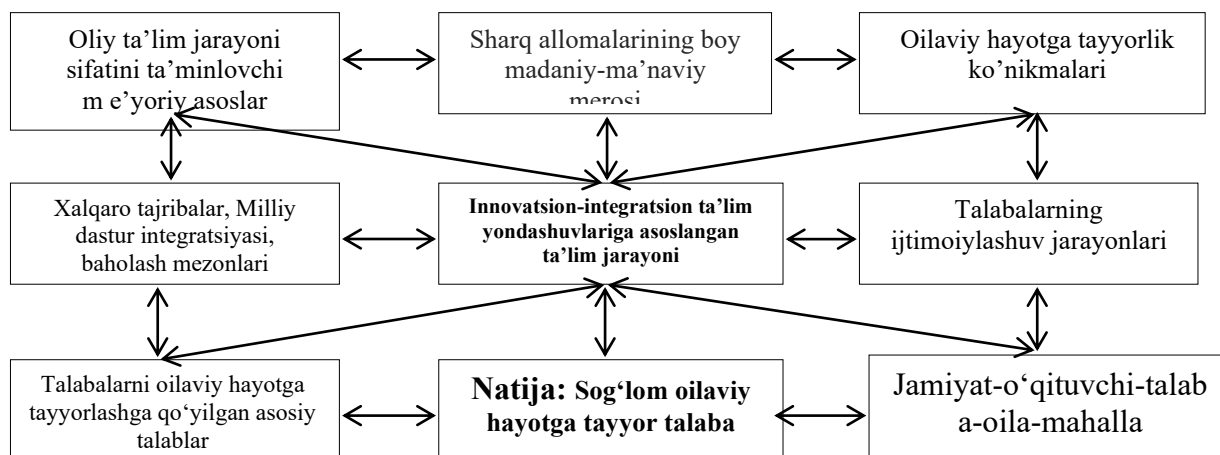 Oliy ta’lim jarayoni
sifatini ta’minlovchi
m e’yoriy asoslar
Sharq allomalarining boy
madaniy-ma’naviy
merosi
Oilaviy hayotga tayyorlik
ko’nikmalari
Xalqaro tajribalar, Milliy
dastur integratsiyasi,
baholash mezonlari
Innovatsion-integratsion ta’lim
yondashuvlariga asoslangan
ta’lim jarayoni
Talabalarning
ijtimoiylashuv jarayonlari
Talabalarni oilaviy hayotga
tayyorlashga qo‘yilgan asosiy
talablar
Natija: Sog‘lom oilaviy
hayotga tayyor talaba
Jamiyat-o‘qituvchi-talab
a-oila-mahalla